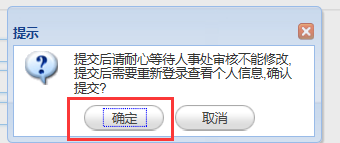 提示
提交后请耐心等待人事处审核不能修改,
提交后需要重新登录查看个人信息,确认
提交?
确定
取消